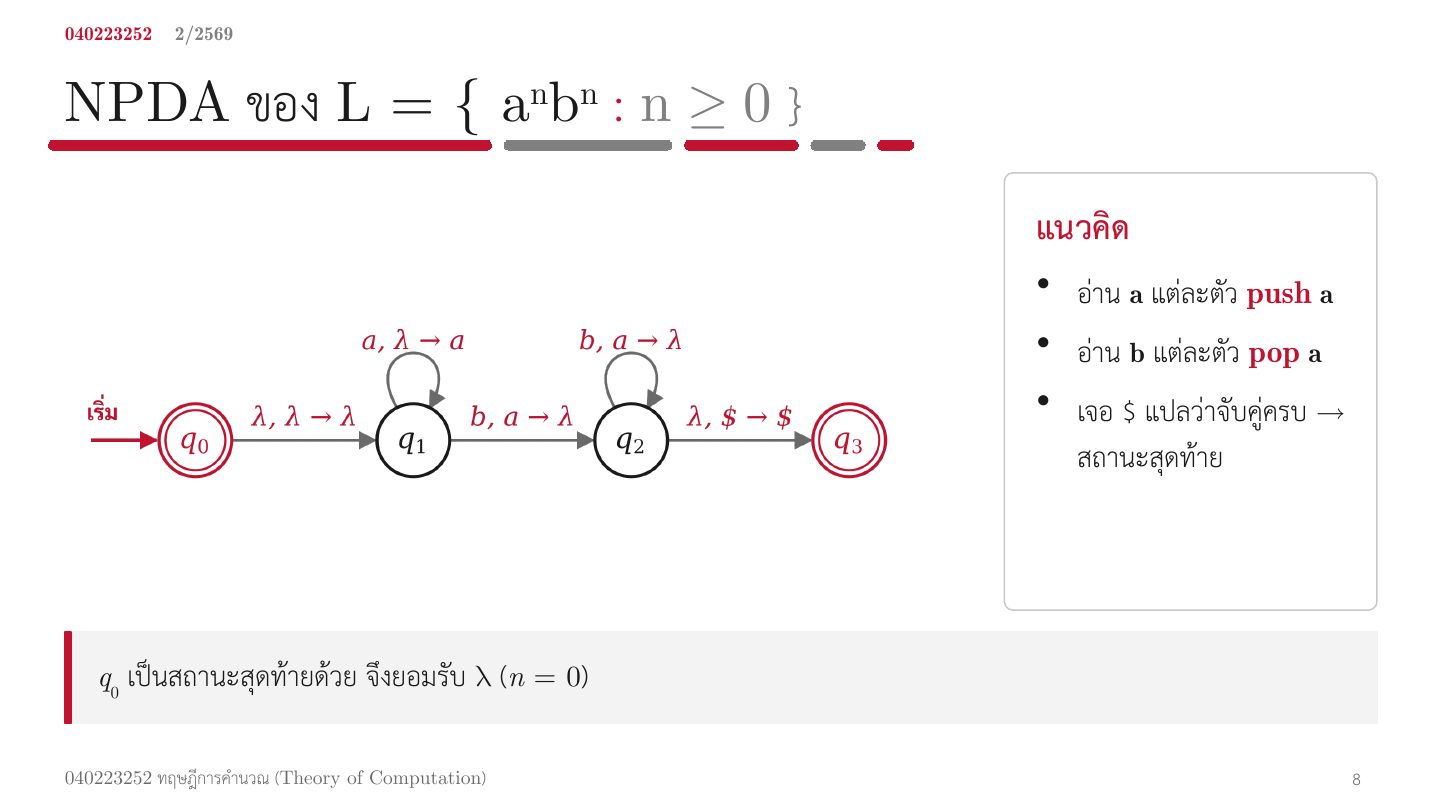 040223252 2/2569
NPDA ของ L = { aⁿbⁿ : n ≥ 0 }
แนวคิด
• อ่าน a แต่ละตัว push a
• อ่าน b แต่ละตัว pop a
• เจอ $ แปลว่าจับคู่ครบ →
สถานะสุดท้าย
a, λ → a
b, a → λ
เริ่ม
λ, λ → λ
b, a → λ
λ, $ → $
q₀
q₁
q₂
q₃
q₀ เป็นสถานะสุดท้ายด้วย จึงยอมรับ λ (n = 0)
040223252 ทฤษฎีการคำนวณ (Theory of Computation)
8